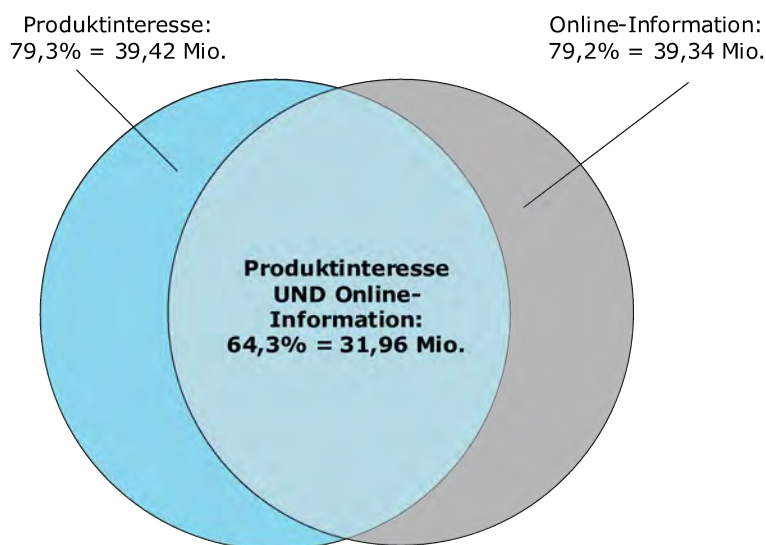 Produktinteresse:
79,3% = 39,42 Mio.
Online-Information:
79,2% = 39,34 Mio.
Produktinteresse
UND Online-
Information:
64,3% = 31,96 Mio.